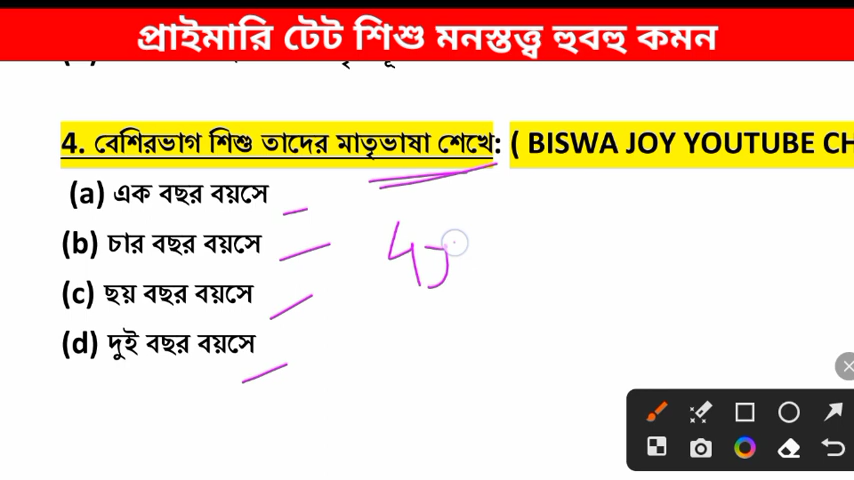 প্রাইমারি টেট শিশু মনস্তত্ত্ব হুবহু কমন
4. বেশিরভাগ শিশু তাদের মাতৃভাষা শেখে: ( BISWA JOY YOUTUBE CH
(a) এক বছর বয়সে
(b) চার বছর বয়সে
(c) ছয় বছর বয়সে
(d) দুই বছর বয়সে